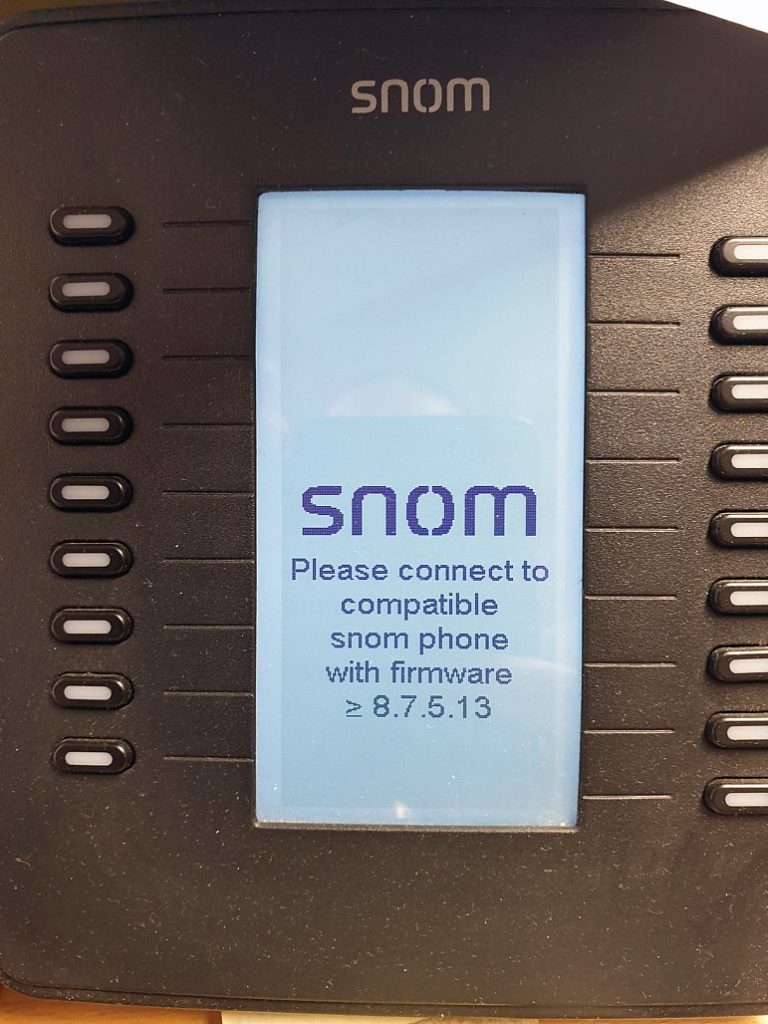 snom
snom
Please connect to
compatible
snom phone
with firmware
≥ 8.7.5.13